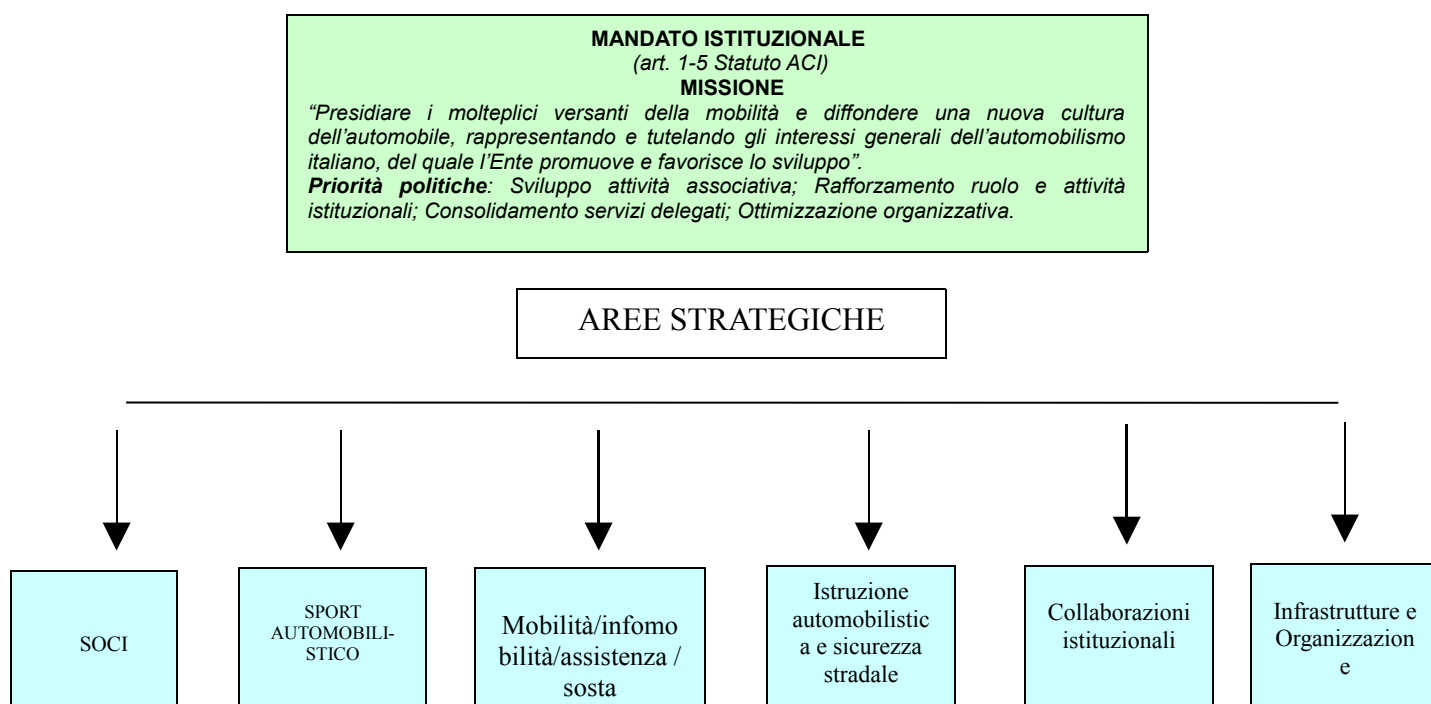 MANDATO ISTITUZIONALE
(art. 1-5 Statuto ACI)
MISSIONE
“Presidiare i molteplici versanti della mobilità e diffondere una nuova cultura
dell’automobile, rappresentando e tutelando gli interessi generali dell’automobilismo
italiano, del quale l’Ente promuove e favorisce lo sviluppo”.
Priorità politiche: Sviluppo attività associativa; Rafforzamento ruolo e attività
istituzionali; Consolidamento servizi delegati; Ottimizzazione organizzativa.
AREE STRATEGICHE
SOCI
SPORT
AUTOMOBILI-
STICO
Mobilità/infomo
bilità/assistenza /
sosta
Istruzione
automobilistic
a e sicurezza
stradale
Collaborazioni
istituzionali
Infrastrutture e
Organizzazion
e